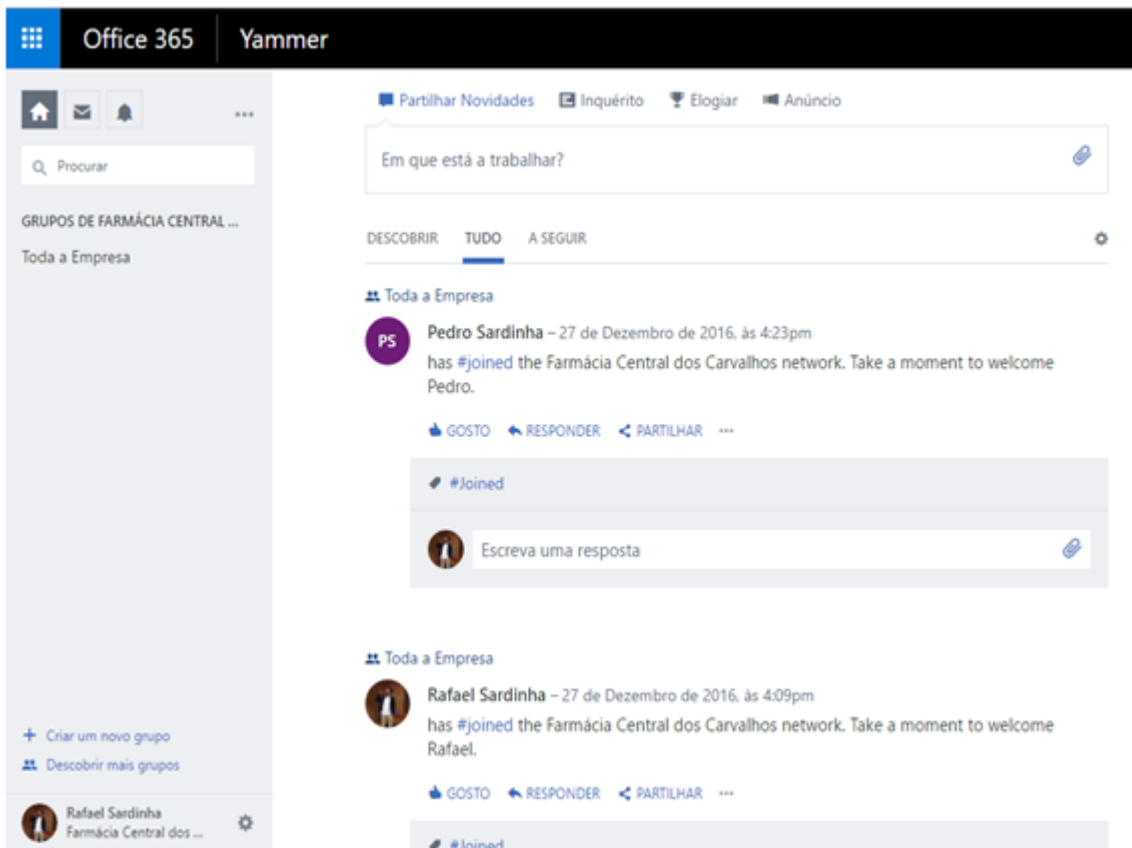 Office 365 Yammer
Procurar
GRUPOS DE FARMÁCIA CENTRAL ...
Toda a Empresa
+ Criar um novo grupo
Descobrir mais grupos
Rafael Sardinha
Farmácia Central dos ...
Partilhar Novidades Inquérito Elogiar Anúncio
Em que está a trabalhar?
DESCOBRIR TUDO A SEGUIR
Toda a Empresa
PS
Pedro Sardinha – 27 de Dezembro de 2016, às 4:23pm
has #joined the Farmácia Central dos Carvalhos network. Take a moment to welcome
Pedro.
GOSTO RESPONDER PARTILHAR ...
#Joined
Escreva uma resposta
Toda a Empresa
Rafael Sardinha – 27 de Dezembro de 2016, às 4:09pm
has #joined the Farmácia Central dos Carvalhos network. Take a moment to welcome
Rafael.
GOSTO RESPONDER PARTILHAR ...
#Joined